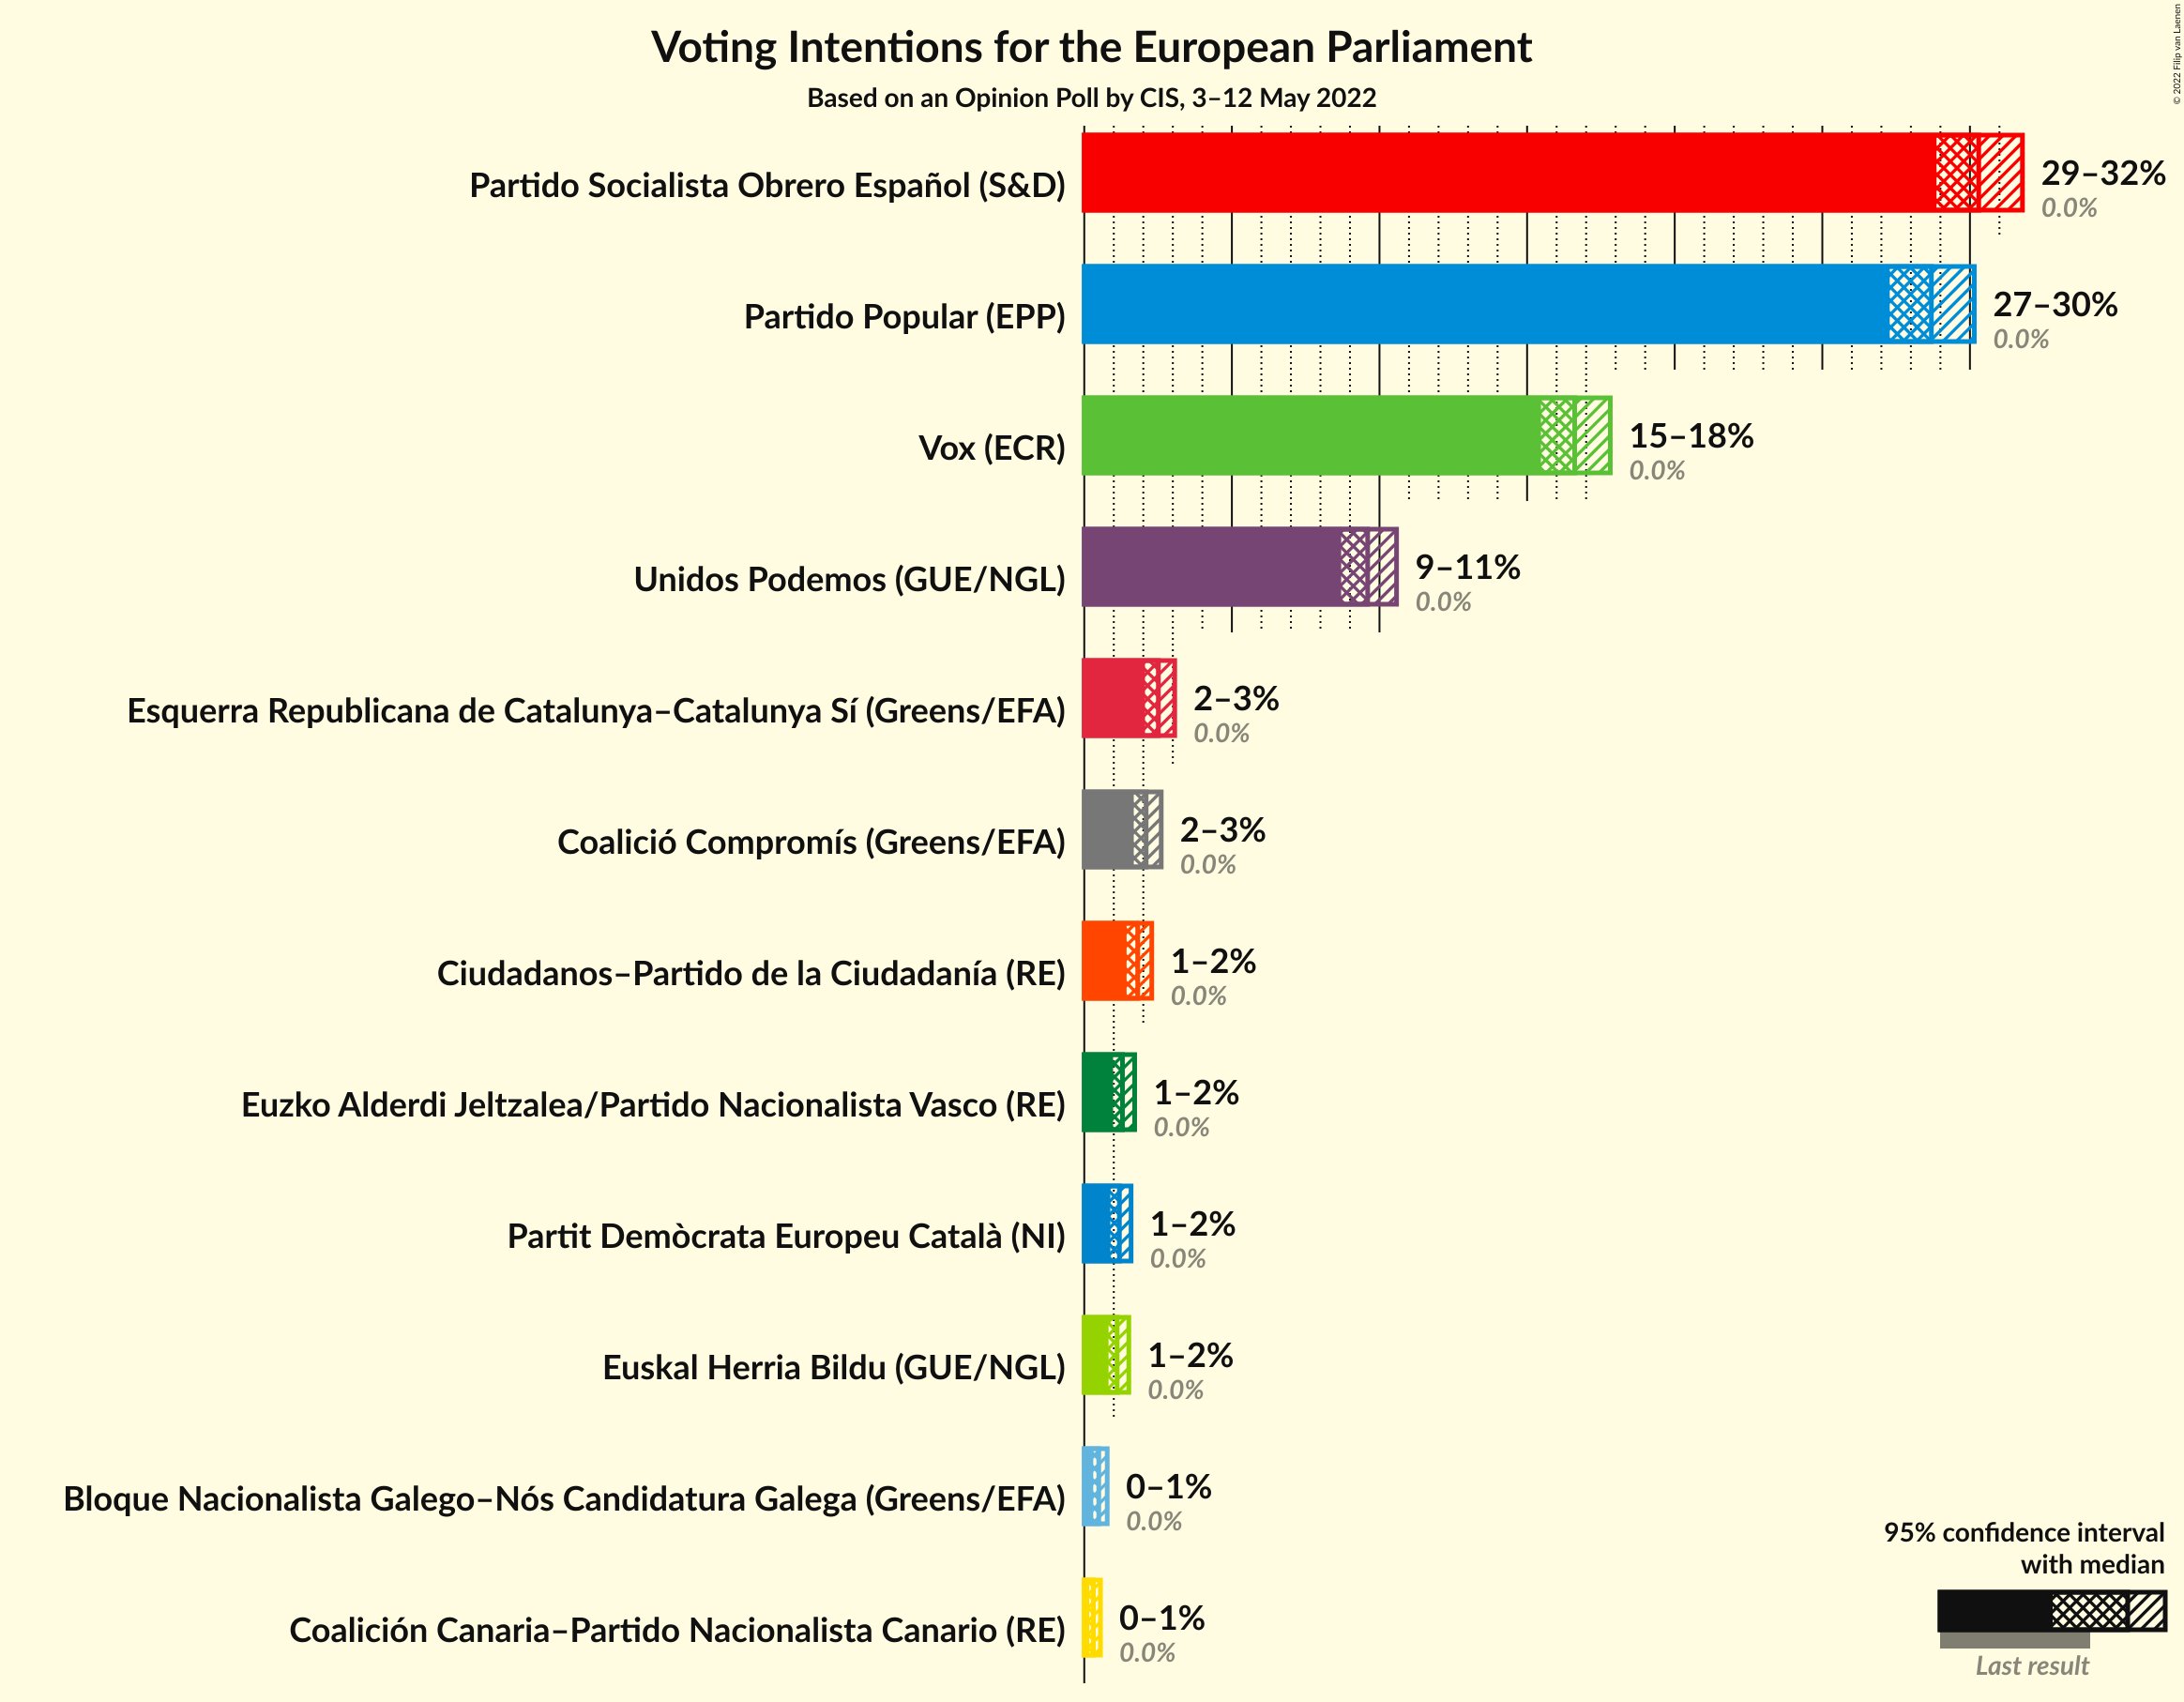 Voting Intentions for the European Parliament
Based on an Opinion Poll by CIS, 3–12 May 2022
© 2022 Filip van Laenen
Partido Socialista Obrero Español (S&D)
29–32%
0.0%
Partido Popular (EPP)
27–30%
0.0%
Vox (ECR)
15–18%
0.0%
Unidos Podemos (GUE/NGL)
9–11%
0.0%
Esquerra Republicana de Catalunya–Catalunya Sí (Greens/EFA)
2–3%
0.0%
Coalició Compromís (Greens/EFA)
2–3%
0.0%
Ciudadanos–Partido de la Ciudadanía (RE)
1–2%
0.0%
Euzko Alderdi Jeltzalea/Partido Nacionalista Vasco (RE)
1–2%
0.0%
Partit Demòcrata Europeu Català (NI)
1–2%
0.0%
Euskal Herria Bildu (GUE/NGL)
1–2%
0.0%
Bloque Nacionalista Galego–Nós Candidatura Galega (Greens/EFA)
0–1%
0.0%
Coalición Canaria–Partido Nacionalista Canario (RE)
0–1%
0.0%
95% confidence interval
with median
Last result